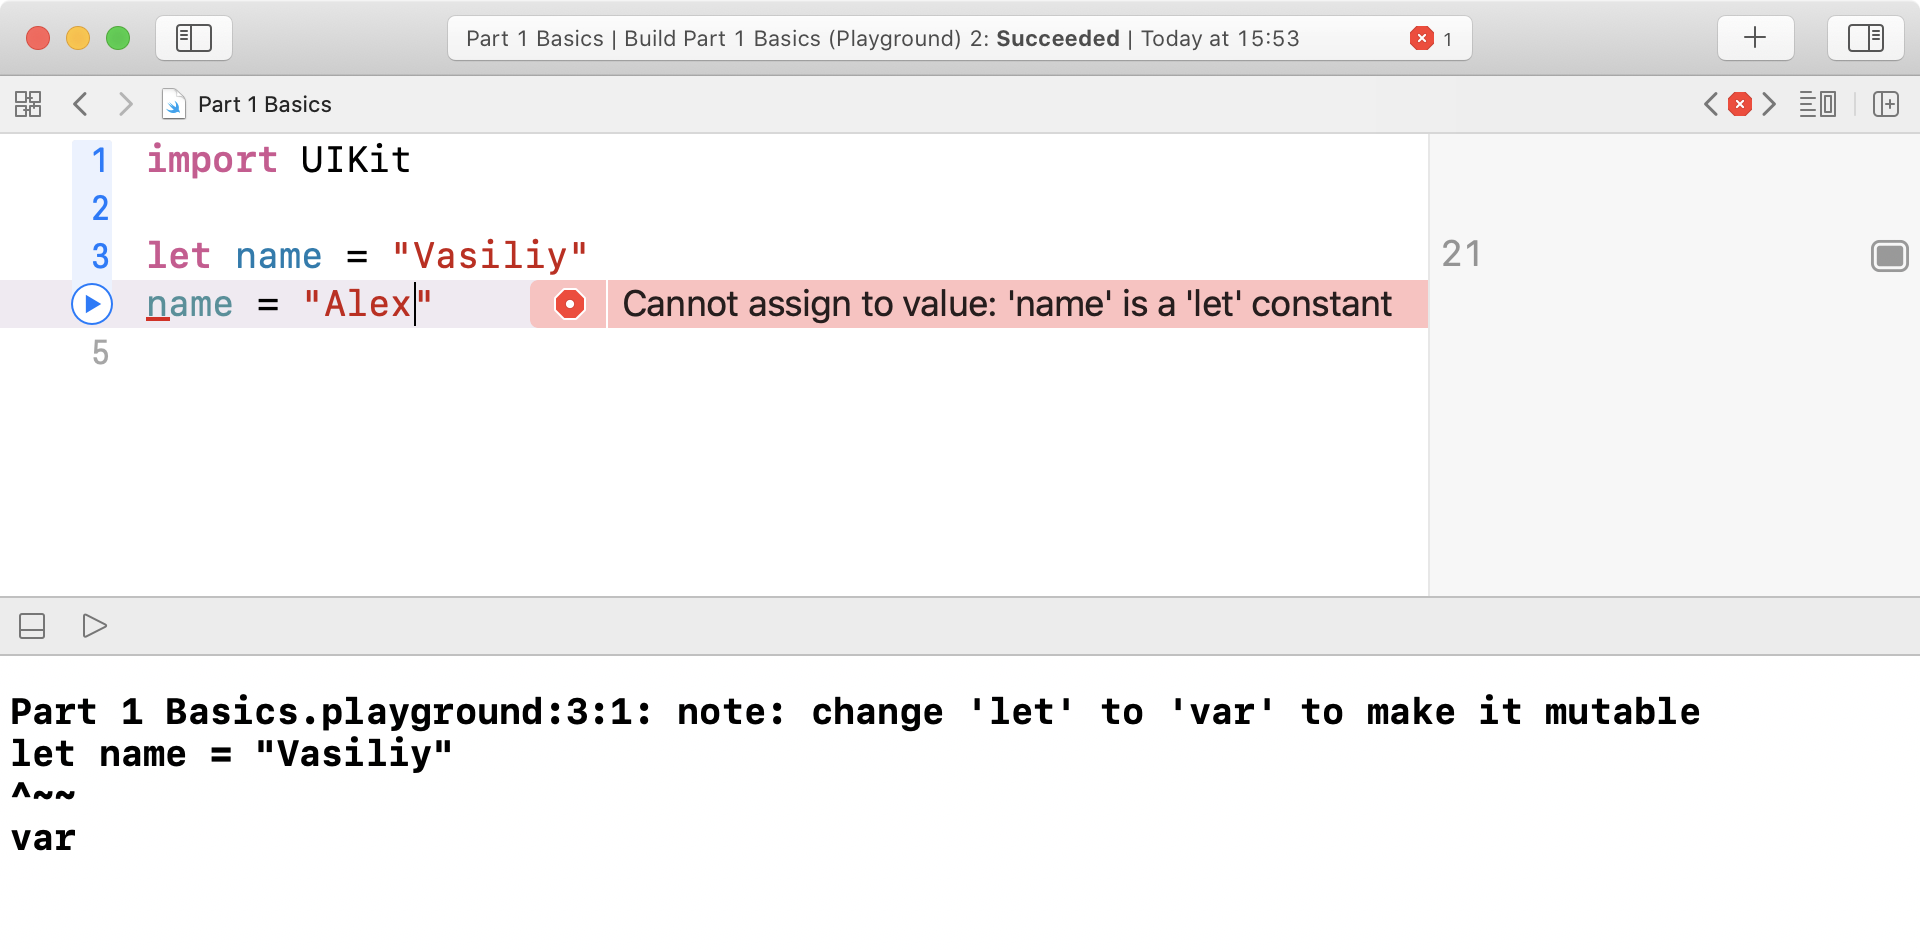 Part 1 Basics | Build Part 1 Basics (Playground) 2: Succeeded | Today at 15:53 1
Part 1 Basics
1 import UIKit
2
3 let name = "Vasiliy" 21
name = "Alex" Cannot assign to value: 'name' is a 'let' constant
5
Part 1 Basics.playground:3:1: note: change 'let' to 'var' to make it mutable
let name = "Vasiliy"
^~~
var